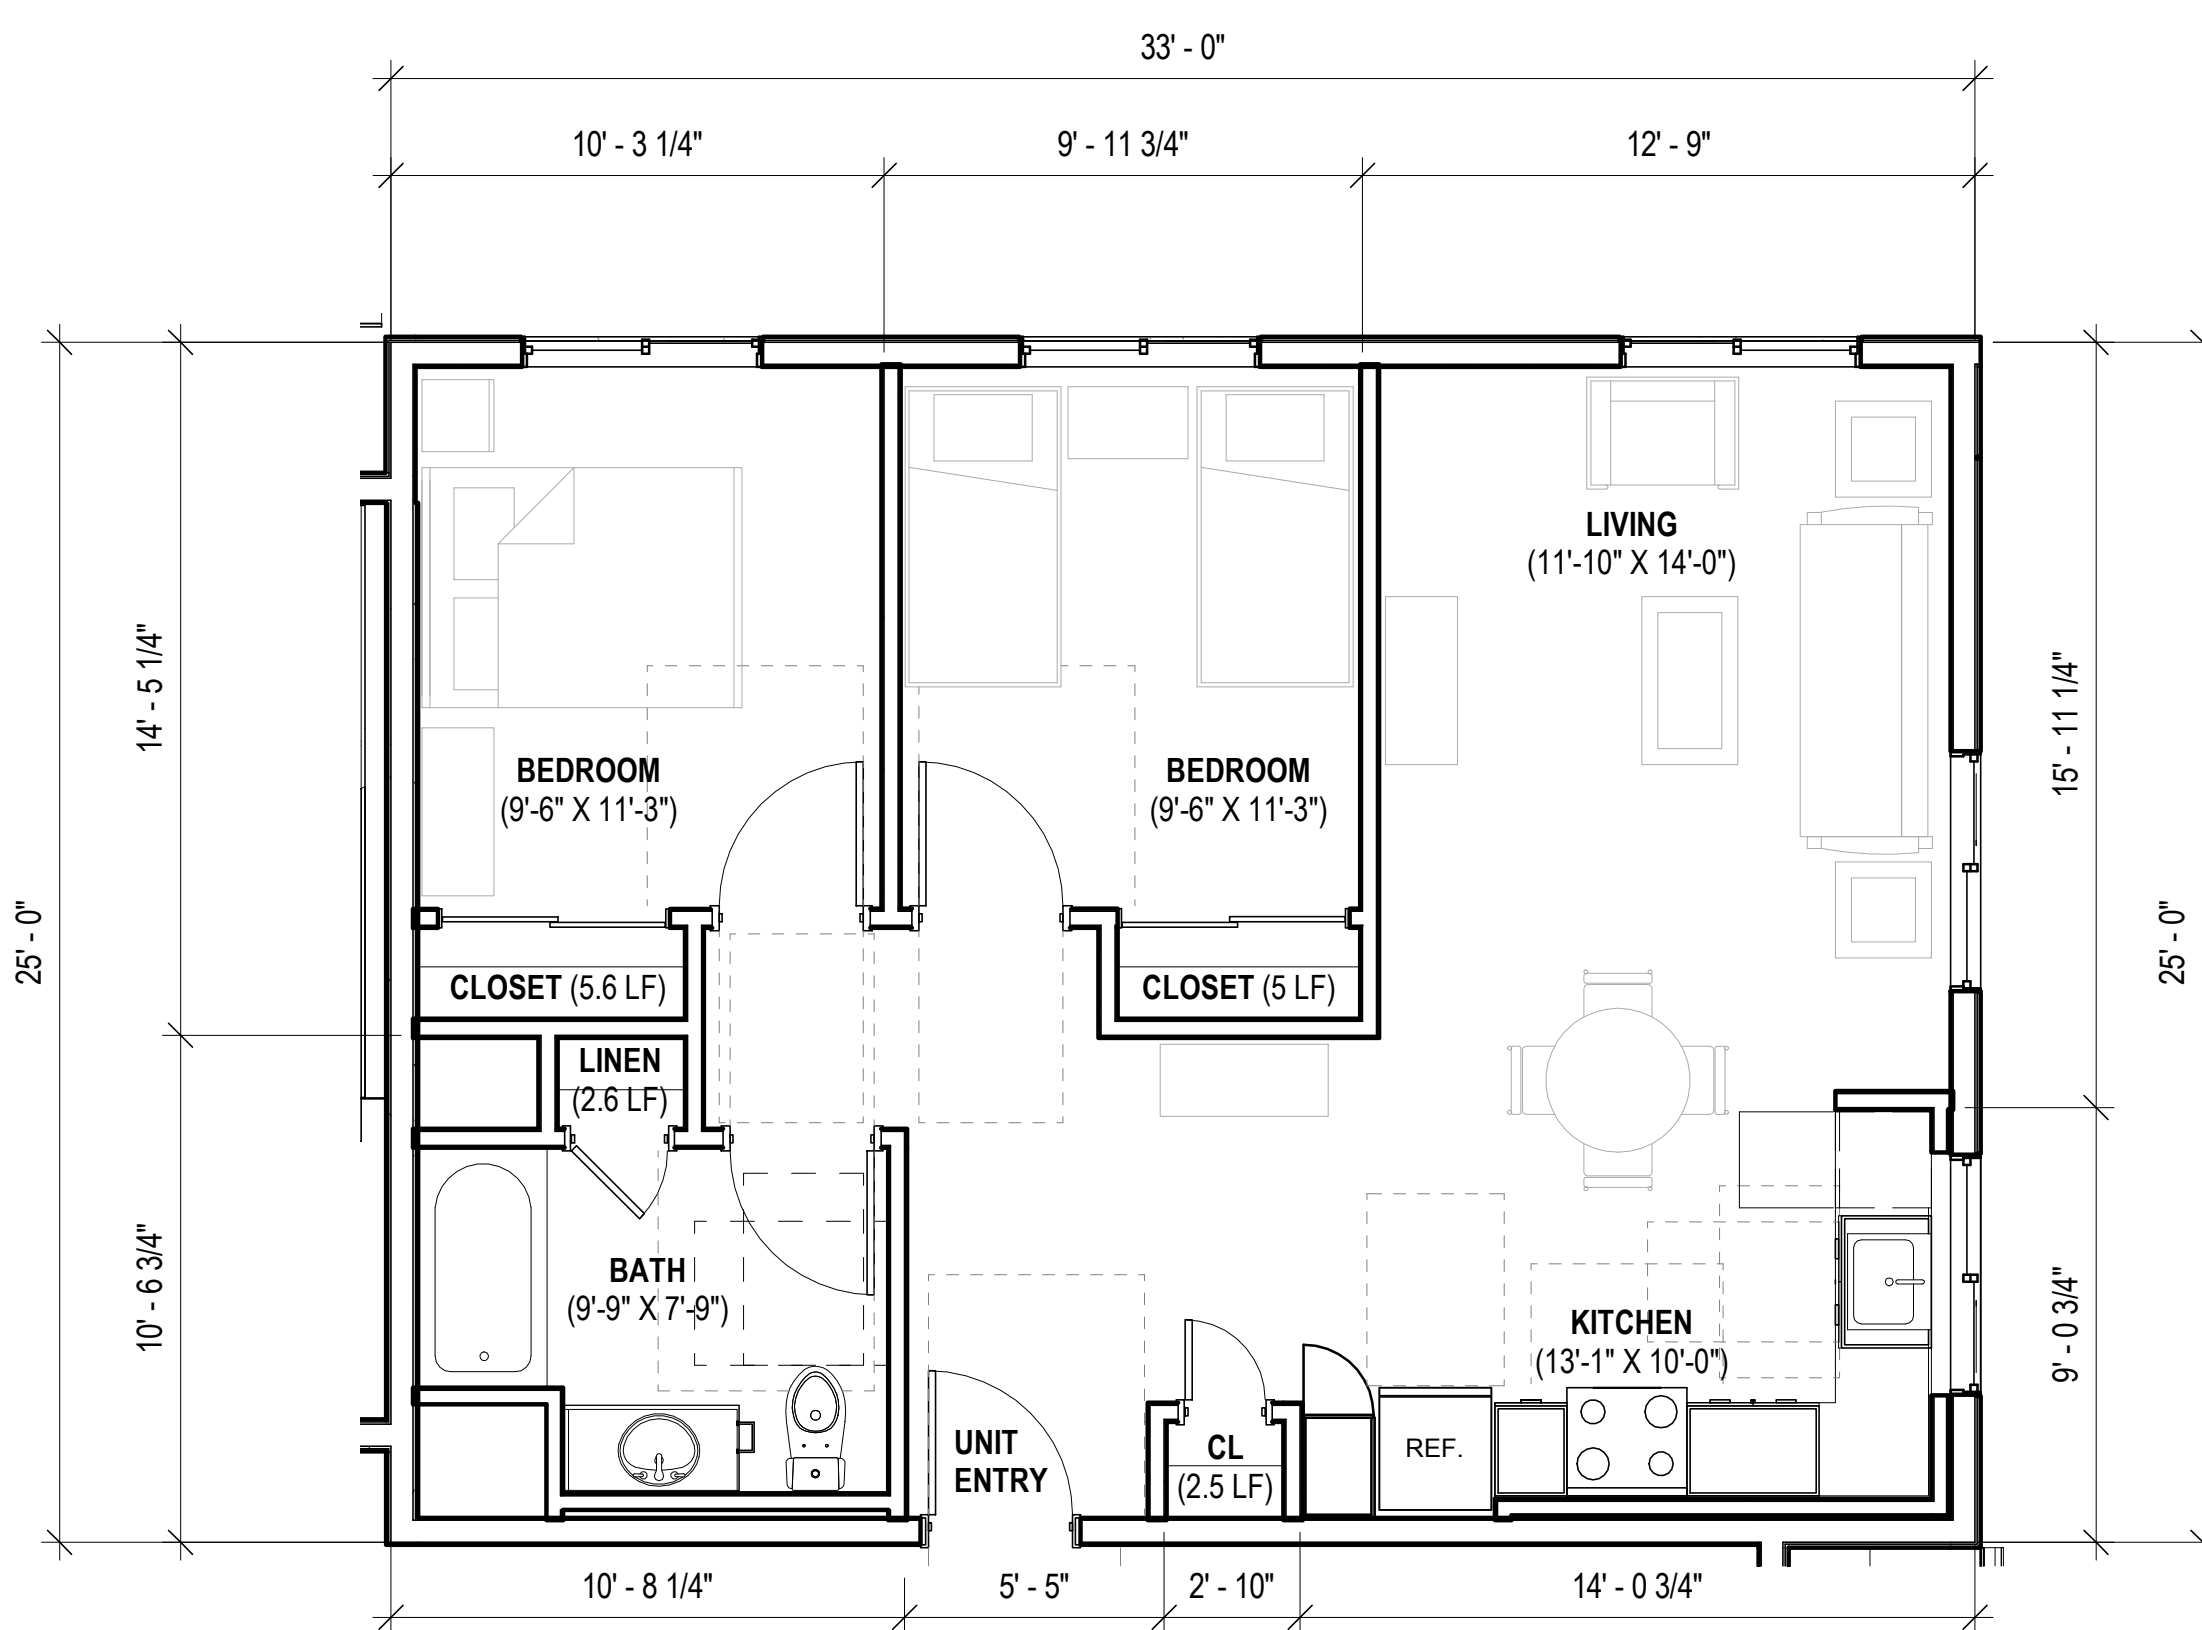 33' - 0"
10' - 3 1/4"
9' - 11 3/4"
12' - 9"
LIVING
(11'-10" X 14'-0")
14' - 5 1/4"
15' - 11 1/4"
BEDROOM
(9'-6" X 11'-3")
BEDROOM
(9'-6" X 11'-3")
25' - 0"
25' - 0"
CLOSET (5.6 LF)
CLOSET (5 LF)
LINEN
(2.6 LF)
10' - 6 3/4"
BATH
(9'-9" X 7'-9")
KITCHEN
(13'-1" X 10'-0")
9' - 0 3/4"
UNIT
ENTRY
CL
(2.5 LF)
REF.
10' - 8 1/4"
5' - 5"
2' - 10"
14' - 0 3/4"